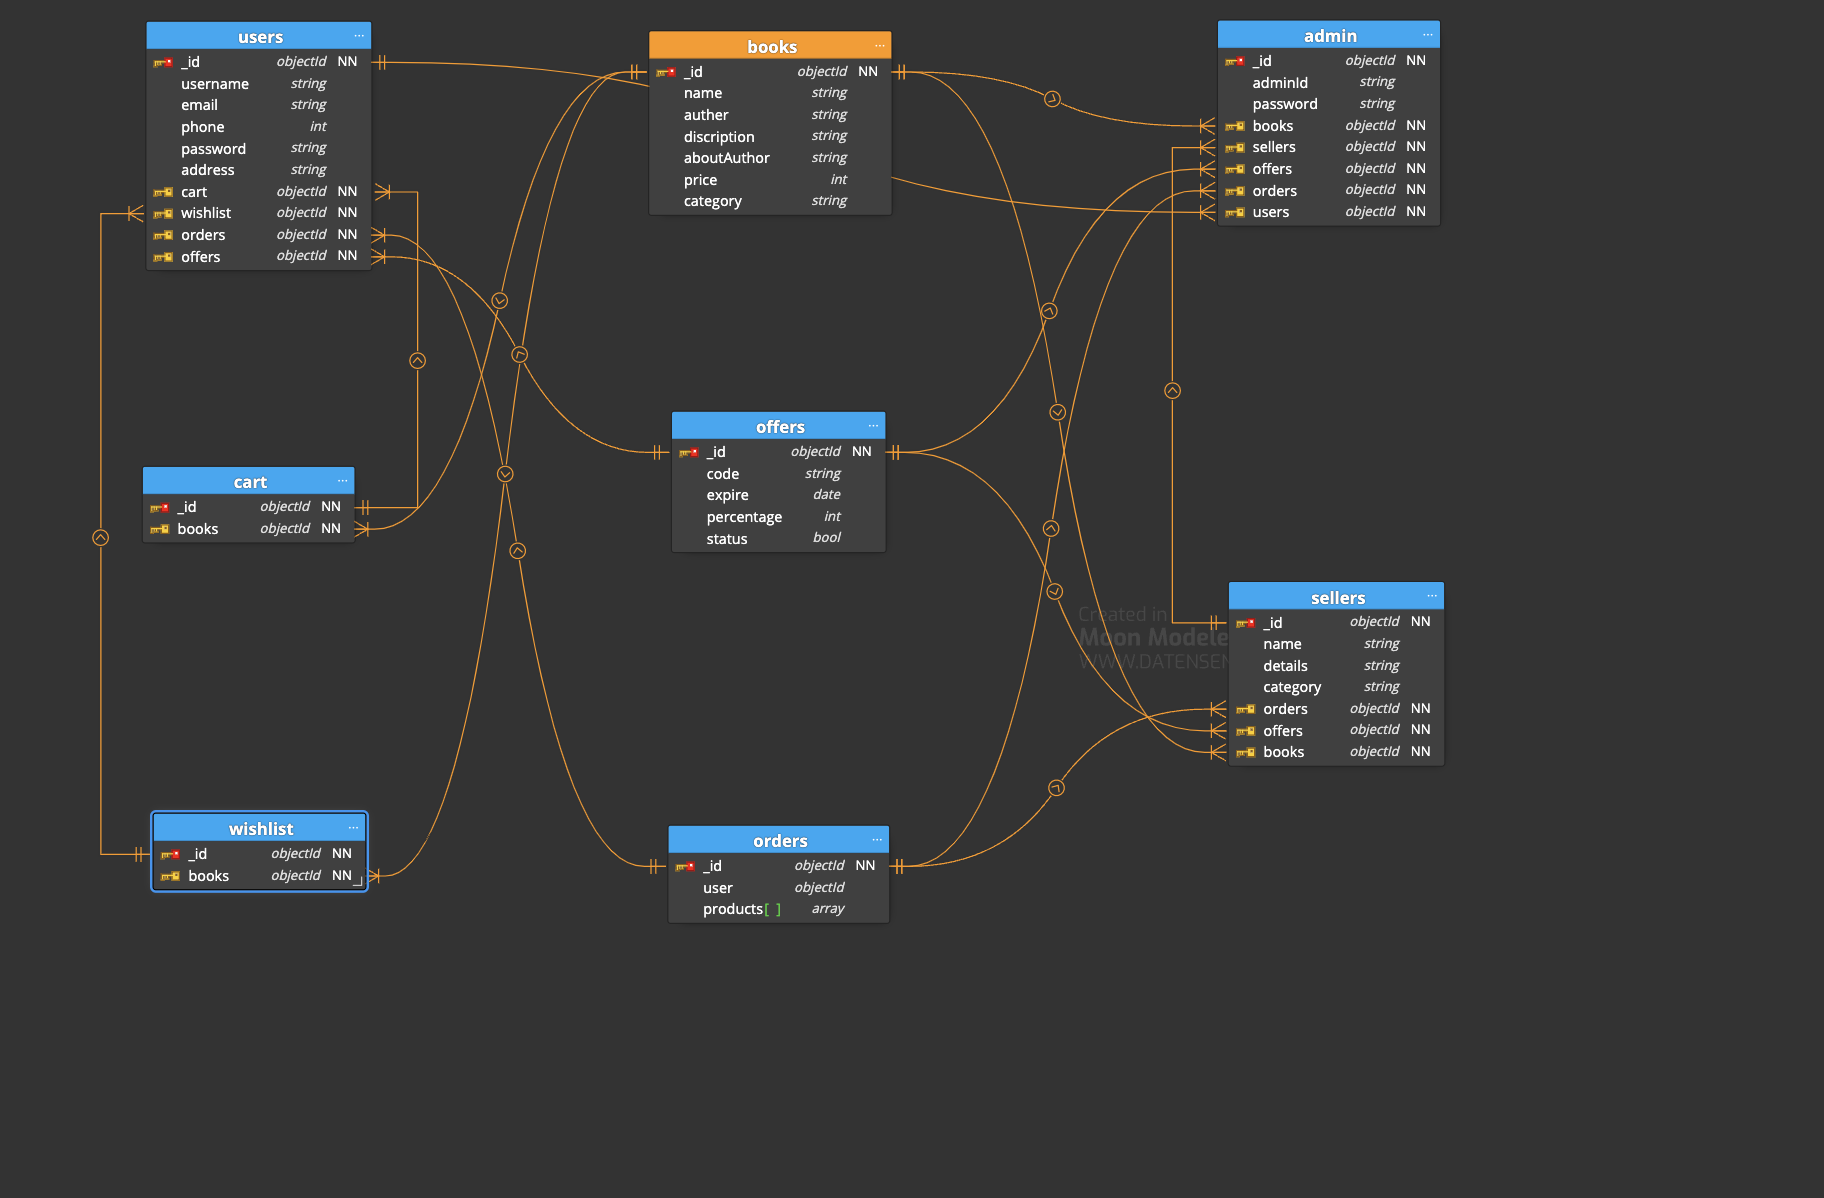 users ...
_id objectId NN
username string
email string
phone int
password string
address string
cart objectId NN
wishlist objectId NN
orders objectId NN
offers objectId NN
books ...
_id objectId NN
name string
auther string
discription string
aboutAuthor string
price int
category string
admin ...
_id objectId NN
adminId string
password string
books objectId NN
sellers objectId NN
offers objectId NN
orders objectId NN
users objectId NN
cart ...
_id objectId NN
books objectId NN
offers ...
_id objectId NN
code string
expire date
percentage int
status bool
Created in
Moon Modele
WWW.DATENSEN
sellers ...
_id objectId NN
name string
details string
category string
orders objectId NN
offers objectId NN
books objectId NN
wishlist ...
_id objectId NN
books objectId NN
orders ...
_id objectId NN
user objectId
products[ ] array